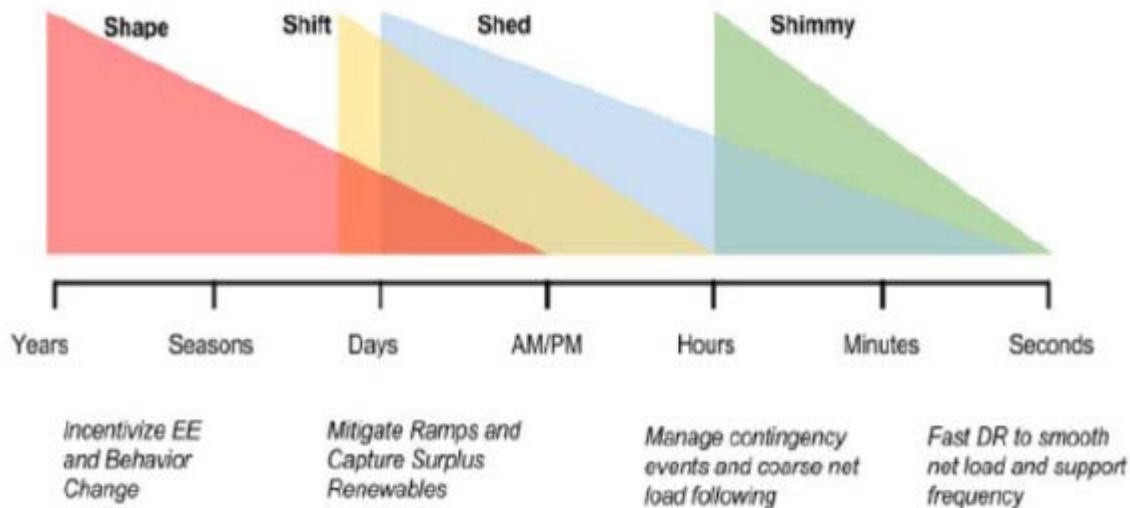 Shape Shift Shed Shimmy
Years Seasons Days AM/PM Hours Minutes Seconds
Incentivize EE
and Behavior
Change
Mitigate Ramps and
Capture Surplus
Renewables
Manage contingency
events and coarse net
load following
Fast DR to smooth
net load and support
frequency